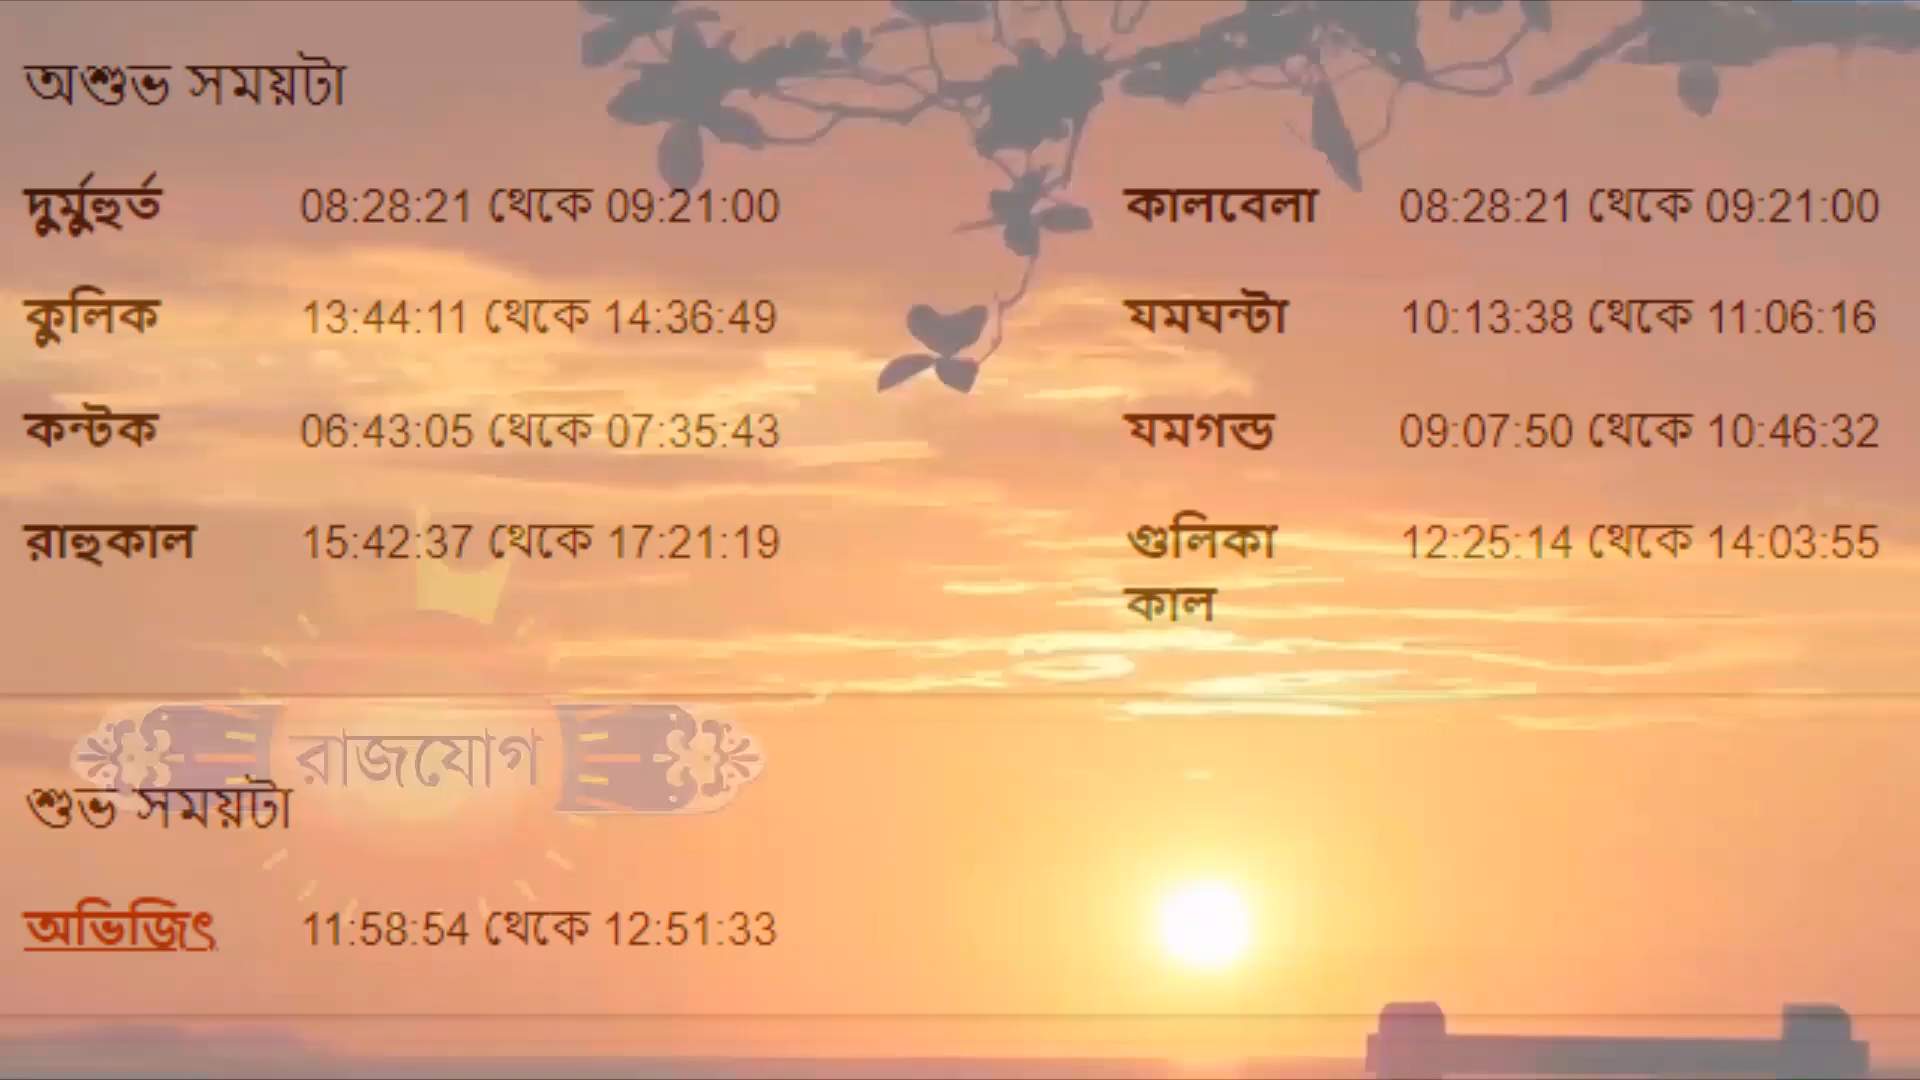 অশুভ সময়টা
দুর্মুহুর্ত 08:28:21 থেকে 09:21:00 কালবেলা 08:28:21 থেকে 09:21:00
কুলিক 13:44:11 থেকে 14:36:49 যমঘন্টা 10:13:38 থেকে 11:06:16
কন্টক 06:43:05 থেকে 07:35:43 যমগন্ড 09:07:50 থেকে 10:46:32
রাহুকাল 15:42:37 থেকে 17:21:19 গুলিকা 12:25:14 থেকে 14:03:55
কাল
রাজযোগ
শুভ সময়টা
অভিজিৎ 11:58:54 থেকে 12:51:33